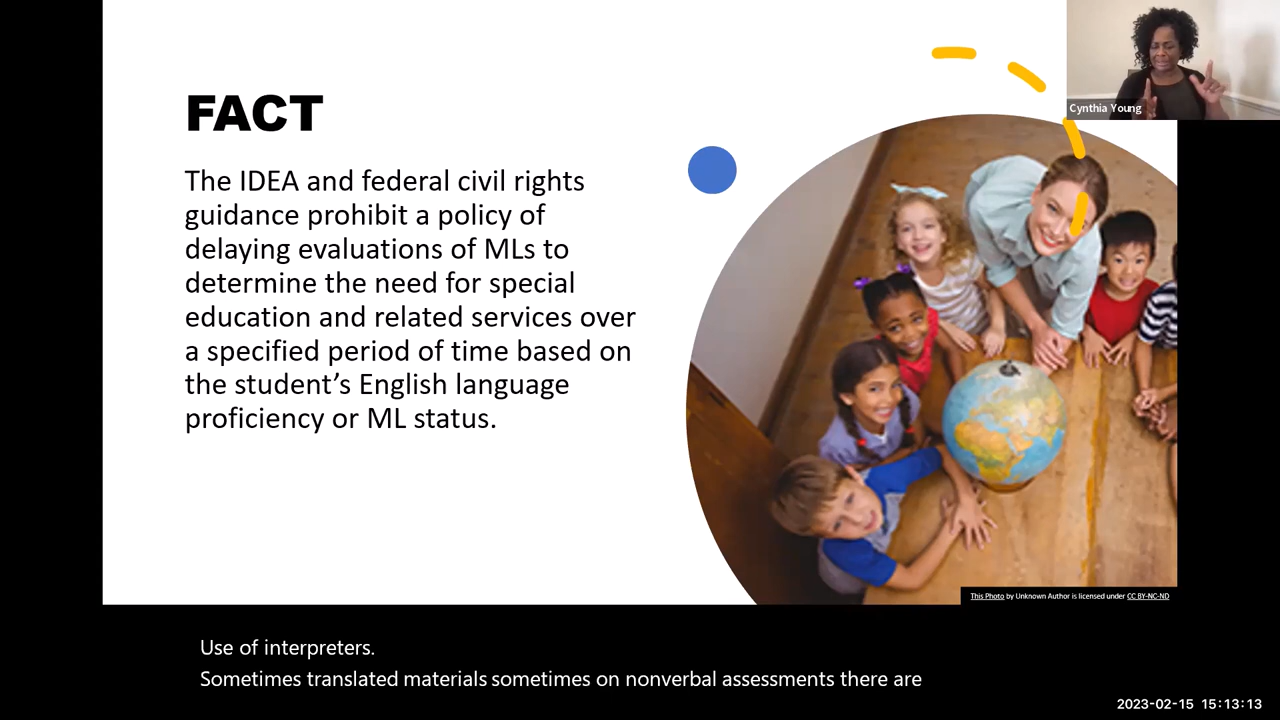 Cynthia Young
FACT
The IDEA and federal civil rights
guidance prohibit a policy of
delaying evaluations of MLs to
determine the need for special
education and related services over
a specified period of time based on
the student’s English language
proficiency or ML status.
This Photo by Unknown Author is licensed under CC BY-NC-ND
Use of interpreters.
Sometimes translated materials sometimes on nonverbal assessments there are
2023-02-15 15:13:13